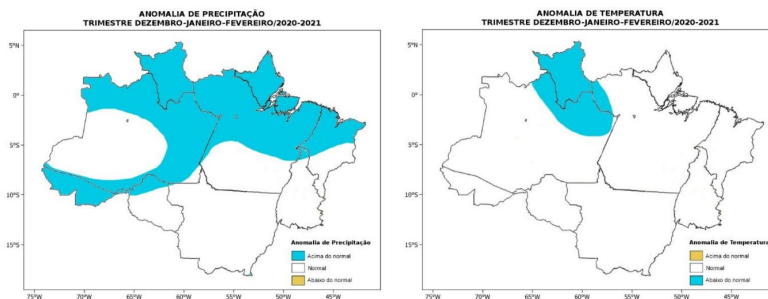 ANOMALIA DE PRECIPITAÇÃO
TRIMESTRE DEZEMBRO-JANEIRO-FEVEREIRO/2020-2021
5°N
0°
5°S
10°S
15°S
75°W
70°W
65°W
60°W
55°W
50°W
45°W
Anomalia de Precipitação
Acima do normal
Normal
Abaixo do normal
ANOMALIA DE TEMPERATURA
TRIMESTRE DEZEMBRO-JANEIRO-FEVEREIRO/2020-2021
5°N
0°
5°S
10°S
15°S
75°W
70°W
65°W
60°W
55°W
50°W
45°W
Anomalia de Temperatura
Acima do normal
Normal
Abaixo do normal